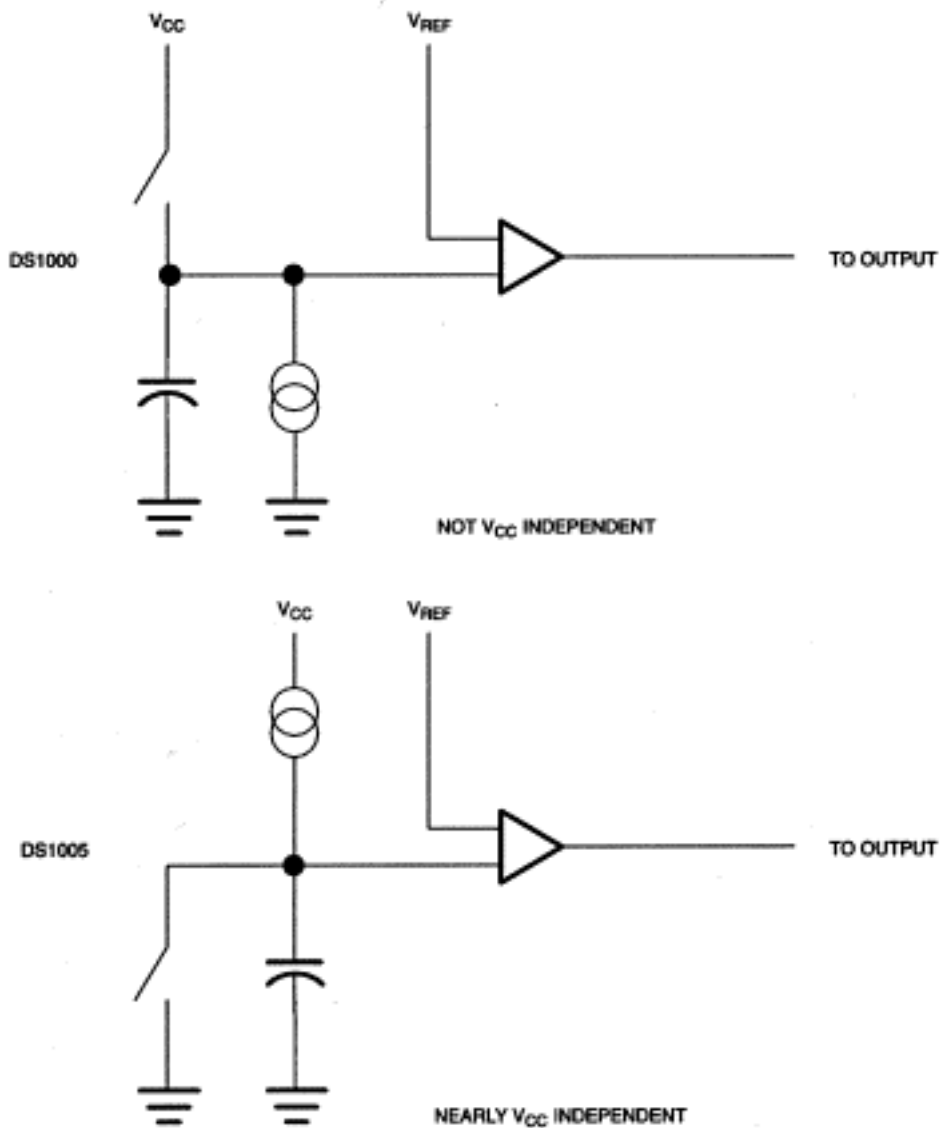 VCC
VREF
DS1000
TO OUTPUT
NOT VCC INDEPENDENT
VCC
VREF
DS1005
TO OUTPUT
NEARLY VCC INDEPENDENT